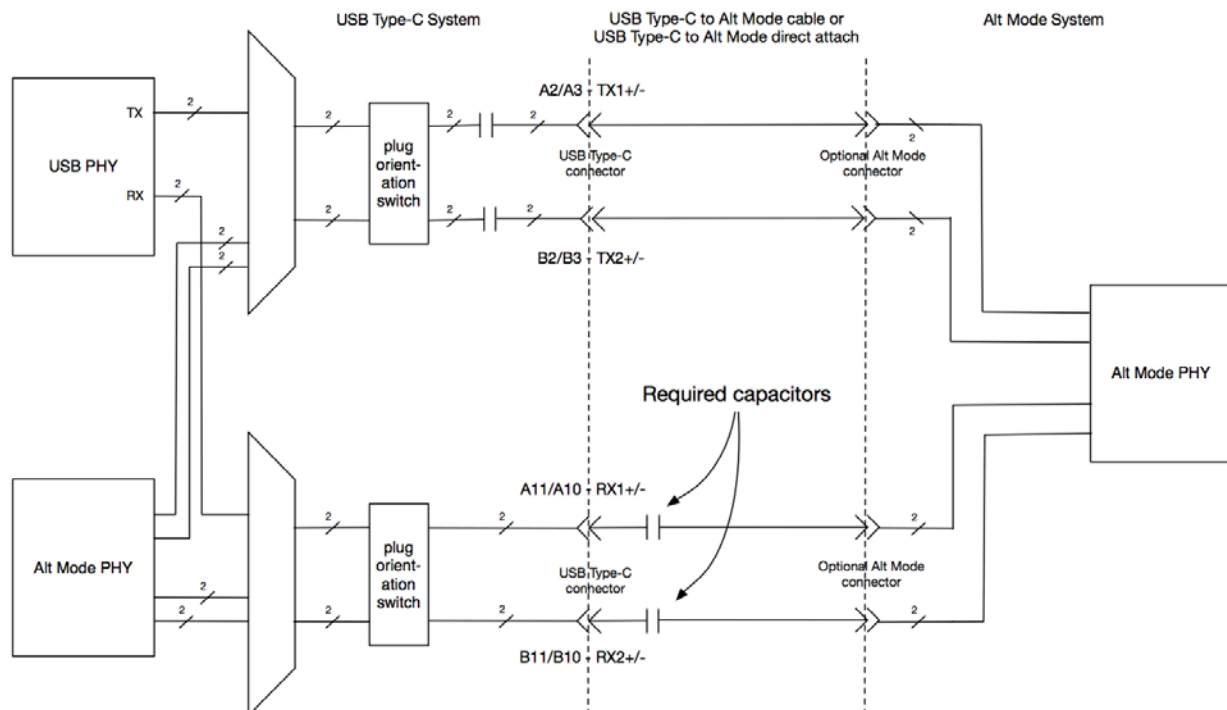 USB Type-C System
USB Type-C to Alt Mode cable or
USB Type-C to Alt Mode direct attach
Alt Mode System
USB PHY
TX
RX
2
2
2
2
2
2
plug
orient-
ation
switch
2
2
2
2
A2/A3 - TX1+/-
USB Type-C
connector
B2/B3 - TX2+/-
Optional Alt Mode
connector
2
2
Alt Mode PHY
Required capacitors
Alt Mode PHY
2
2
2
2
plug
orient-
ation
switch
2
2
A11/A10 - RX1+/-
USB Type-C
connector
B11/B10 - RX2+/-
Optional Alt Mode
connector
2
2